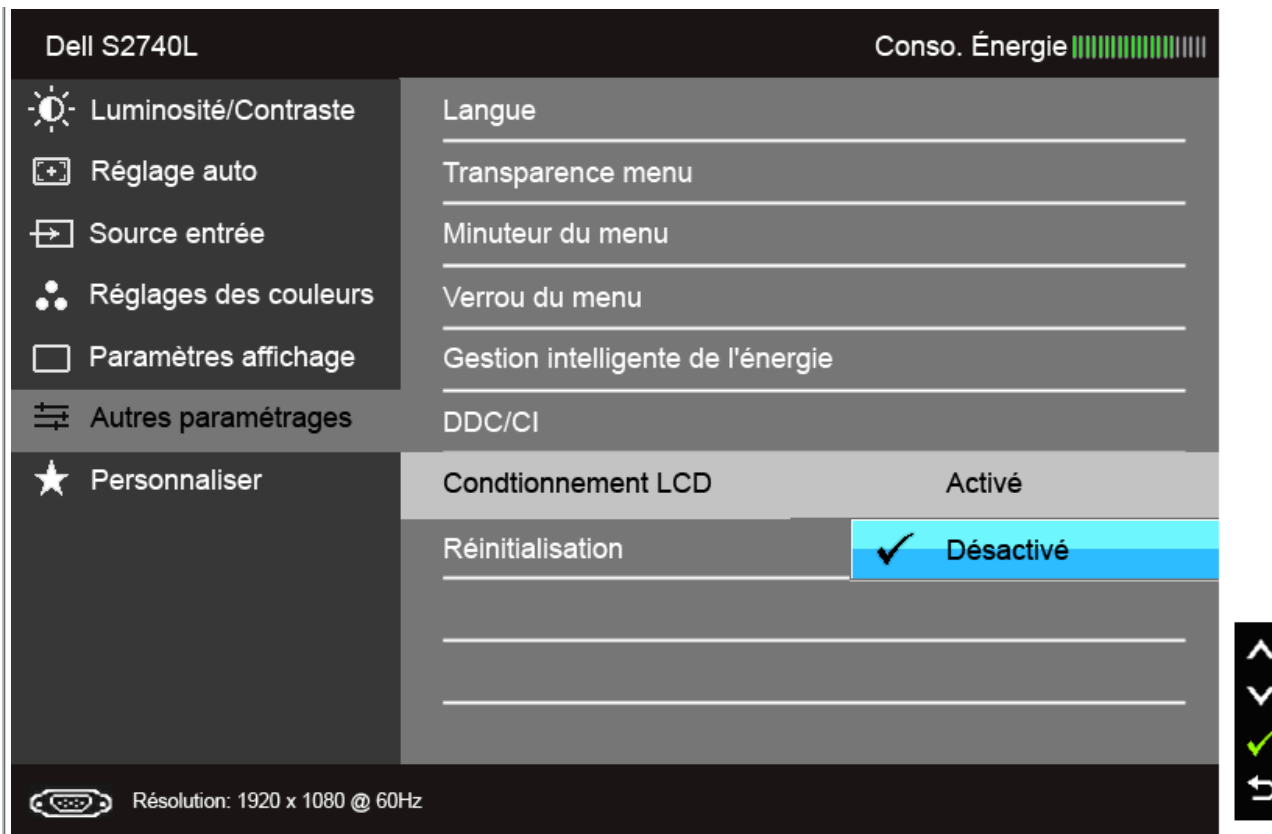 Dell S2740L Conso. Énergie
Luminosité/Contraste Langue
Réglage auto Transparence menu
Source entrée Minuteur du menu
Réglages des couleurs Verrou du menu
Paramètres affichage Gestion intelligente de l'énergie
Autres paramétrages DDC/CI
Personnaliser Condtionnement LCD Activé
Réinitialisation Désactivé
Résolution: 1920 x 1080 @ 60Hz